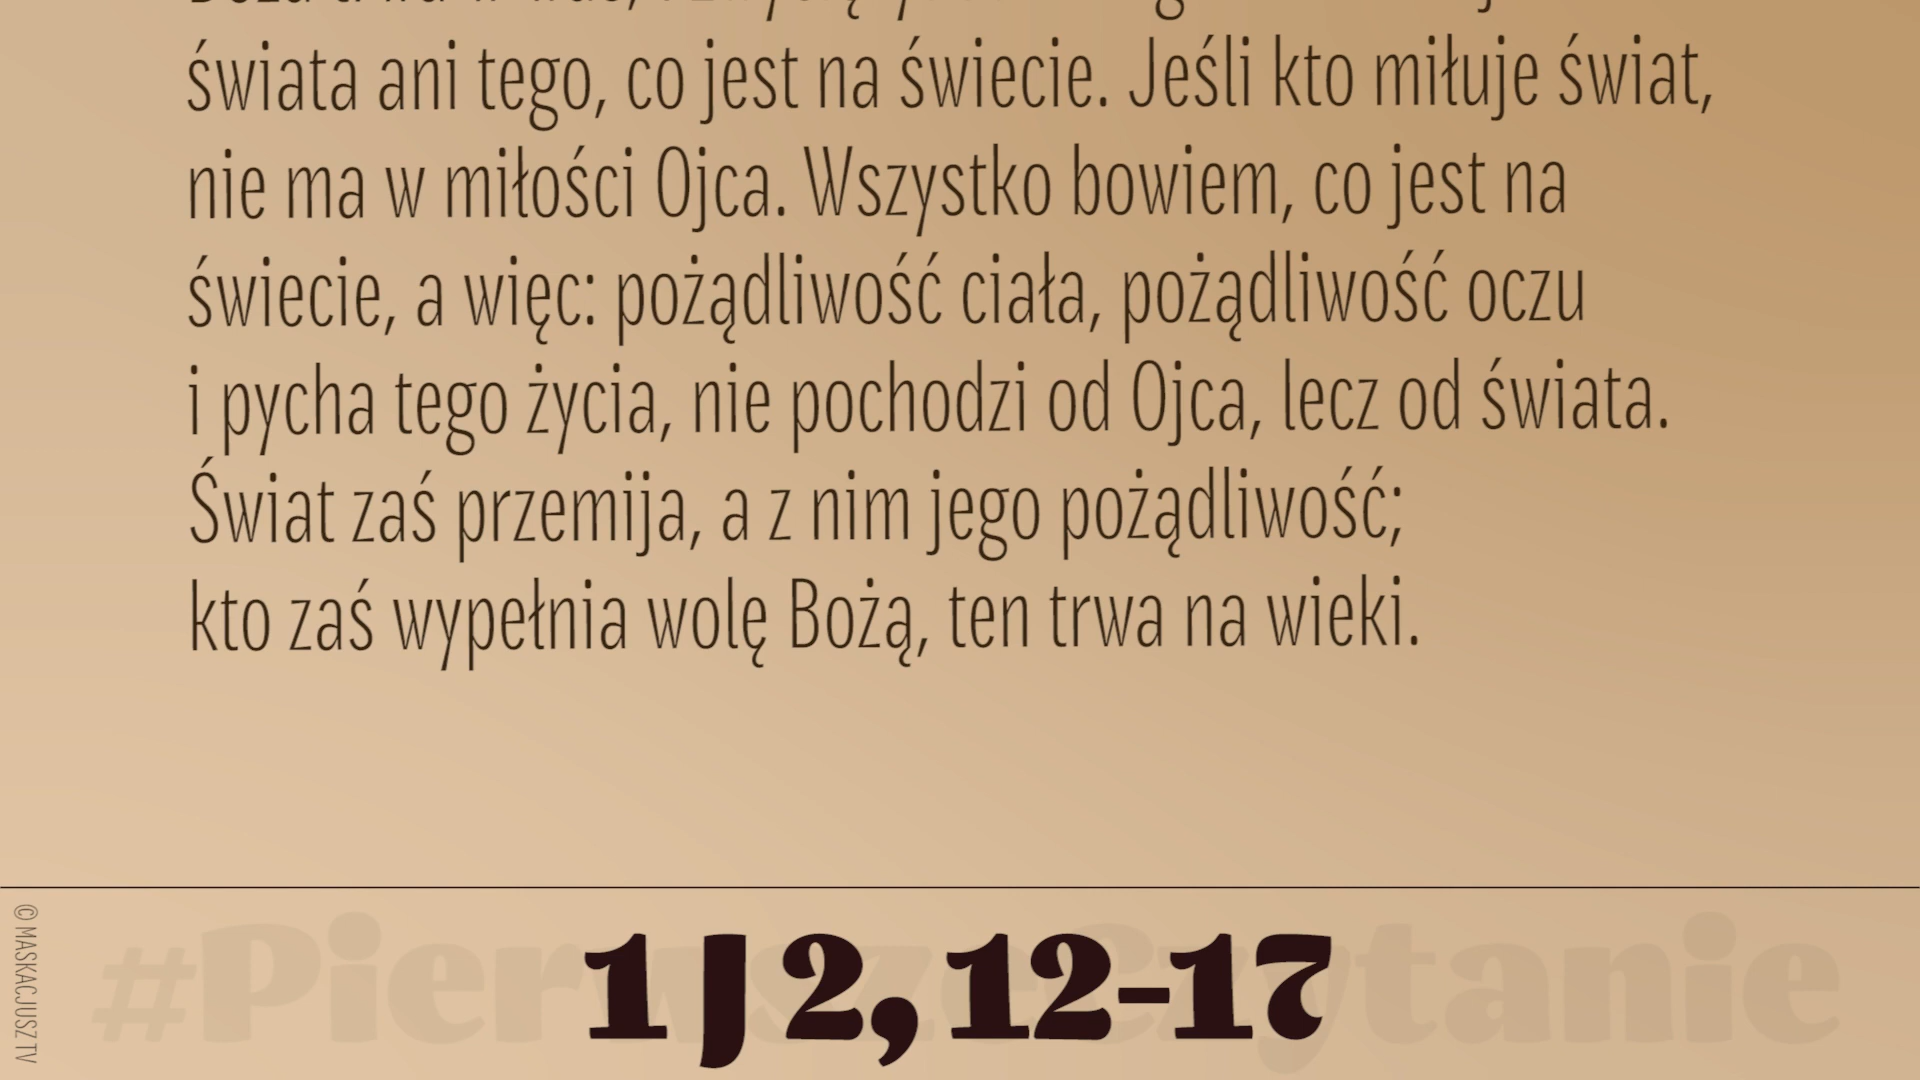 świata ani tego, co jest na świecie. Jeśli kto miłuje świat,
nie ma w miłości Ojca. Wszystko bowiem, co jest na
świecie, a więc: pożądliwość ciała, pożądliwość oczu
i pycha tego życia, nie pochodzi od Ojca, lecz od świata.
Świat zaś przemija, a z nim jego pożądliwość;
kto zaś wypełnia wolę Bożą, ten trwa na wieki.
#PierwszeCzytanie
1 J 2, 12-17
© MASKACJUSZ TV